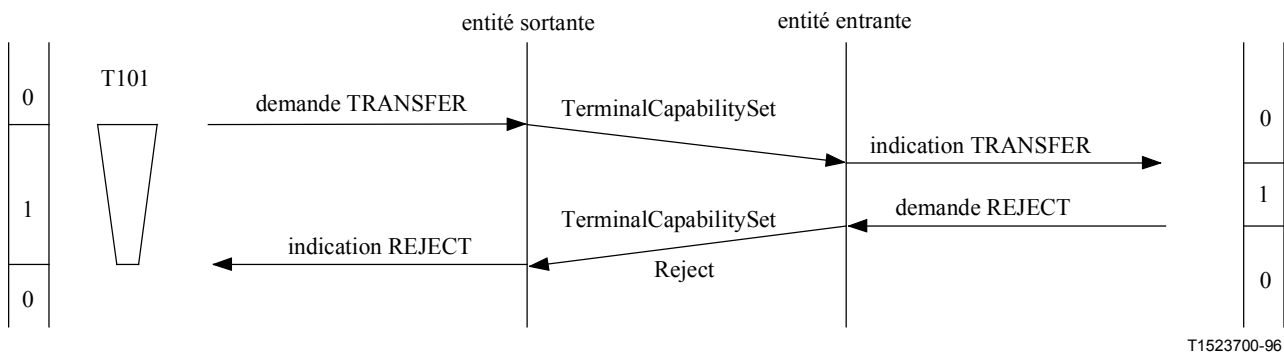 entité sortante
entité entrante
T101
0
demande TRANSFER
TerminalCapabilitySet
0
indication TRANSFER
1
TerminalCapabilitySet
demande REJECT
1
indication REJECT
Reject
0
0
T1523700-96